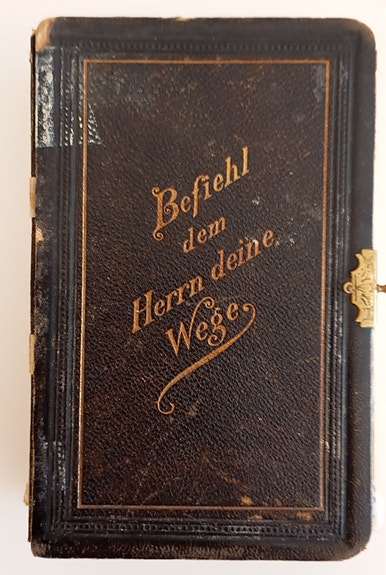 Befiehl
dem
Herrn deine
Wege